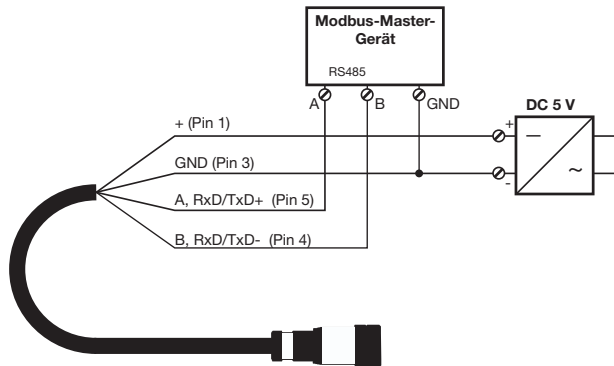 Modbus-Master-
Gerät
RS485
A
B
GND
DC 5 V
+ (Pin 1)
+
GND (Pin 3)
-
~
A, RxD/TxD+ (Pin 5)
B, RxD/TxD- (Pin 4)